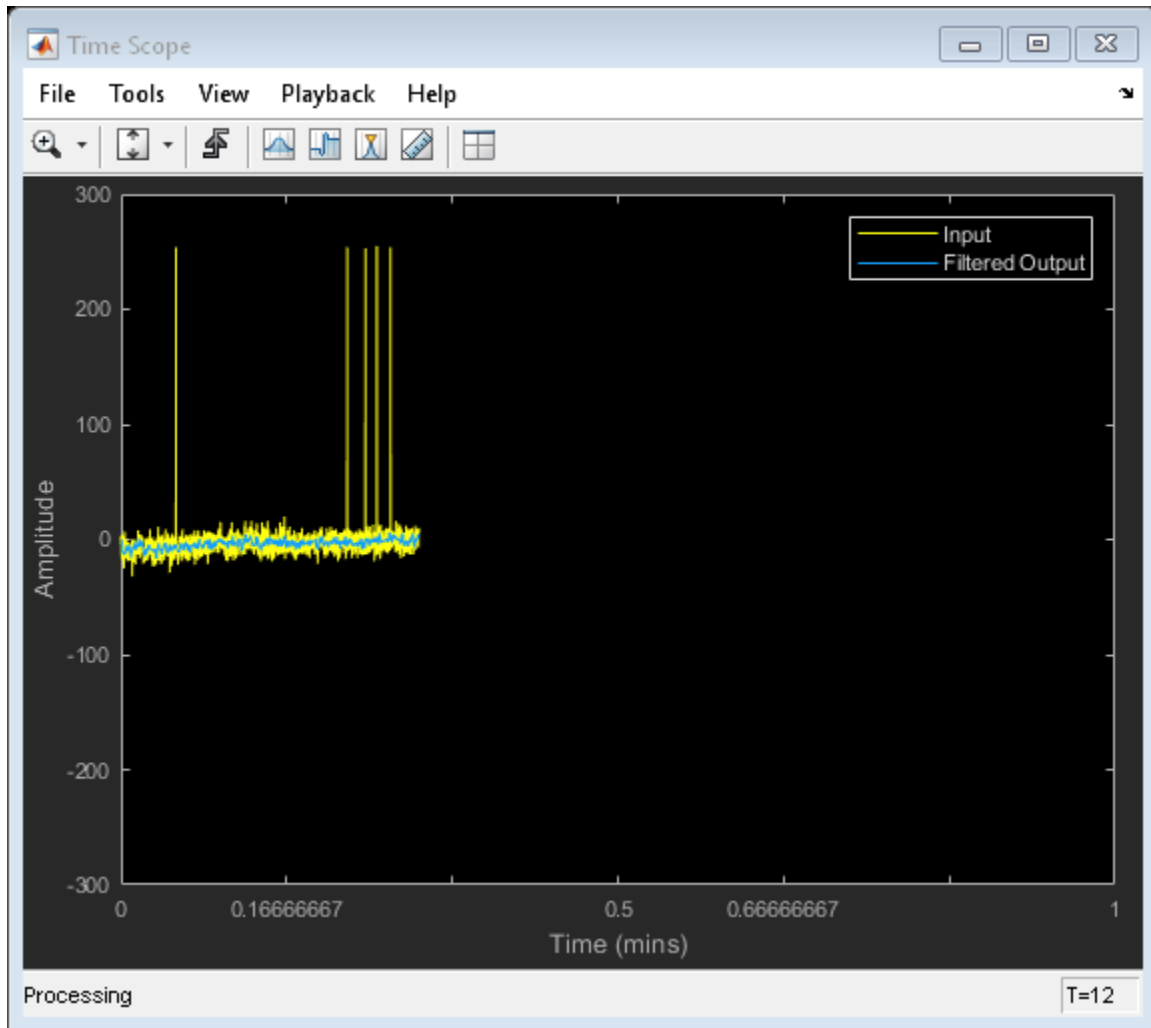 Time Scope
File Tools View Playback Help
300
Input
Filtered Output
200
100
0
-100
-200
-300
Amplitude
0 0.16666667 0.5 0.66666667 1
Time (mins)
Processing T=12